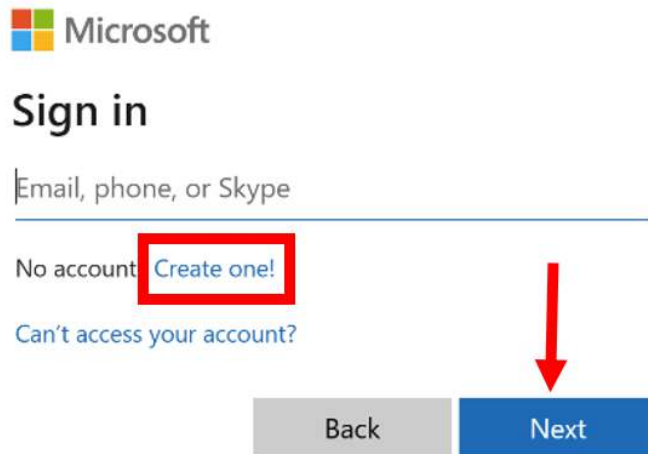 Microsoft
Sign in
Email, phone, or Skype
No account Create one!
Can't access your account?
Back Next